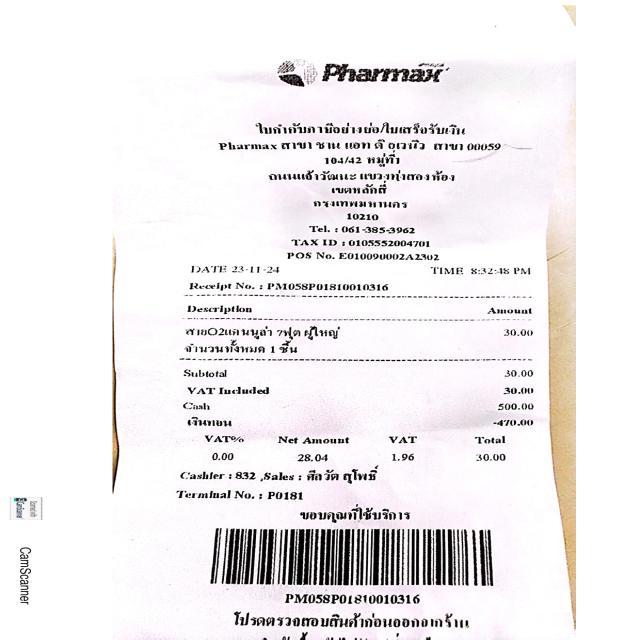 Pharmax
ใบกำกับภาษีอย่างย่อ/ใบเสร็จรับเงิน
Pharmax สาขา ชาน แอท ดิ อเวนิว สาขา 00059
104/42 หมู่ที่1
ถนนแจ้งวัฒนะ แขวงทุ่งสองห้อง
เขตหลักสี่
กรุงเทพมหานคร
10210
Tel. : 061-385-3962
TAX ID : 0105552004701
POS No. E010090002A2302
DATE 23-11-24 TIME 8:32:48 PM
Receipt No. : PM058P01810010316
Description Amount
สายO2แคนนูล่า 7ฟุต ผู้ใหญ่ 30.00
จำนวนทั้งหมด 1 ชิ้น
Subtotal 30.00
VAT Included 30.00
Cash 500.00
เงินทอน -470.00
VAT% Net Amount VAT Total
0.00 28.04 1.96 30.00
Cashier : 832 ,Sales : ศีลวัต สุโพธิ์
Terminal No. : P0181
ขอบคุณที่ใช้บริการ
PM058P01810010316
โปรดตรวจสอบสินค้าก่อนออกจากร้าน
CamScanner